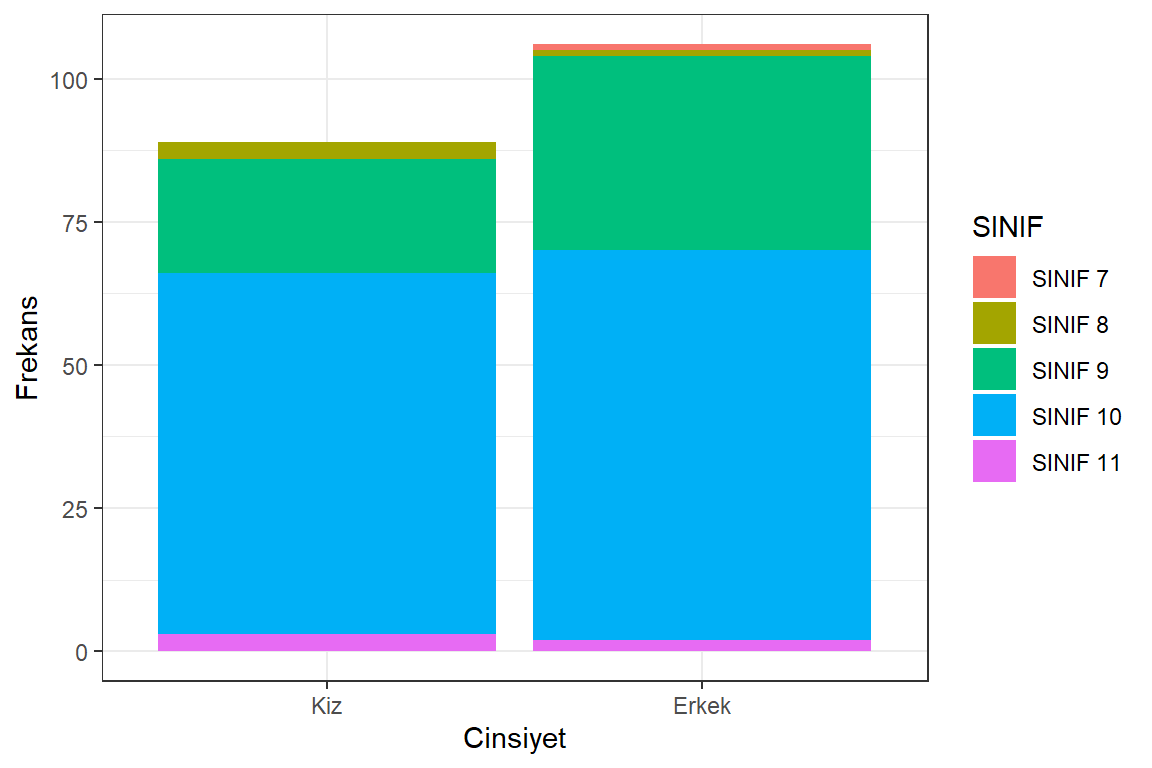 100
75
50
25
0
Frekans
Kiz
Erkek
Cinsiyet
SINIF
SINIF 7
SINIF 8
SINIF 9
SINIF 10
SINIF 11